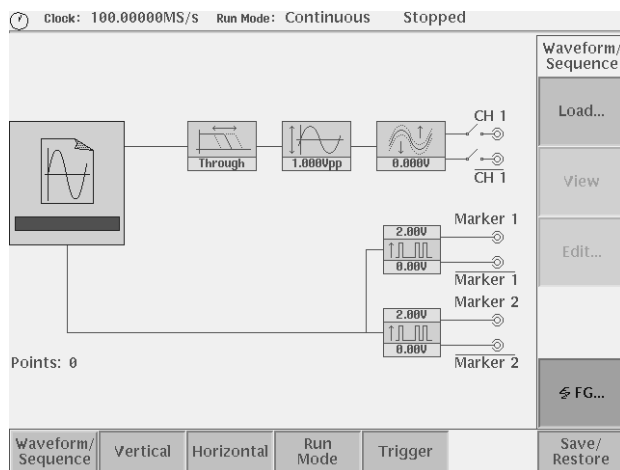 Clock: 100.00000MS/s Run Mode: Continuous Stopped
Waveform/
Sequence
Load...
View
Edit...
CH 1
Through
1.000Vpp
0.000V
CH 1
Marker 1
2.00V
0.00V
Marker 1
Marker 2
2.00V
0.00V
Marker 2
Points: 0
FG...
Waveform/
Sequence
Vertical
Horizontal
Run
Mode
Trigger
Save/
Restore